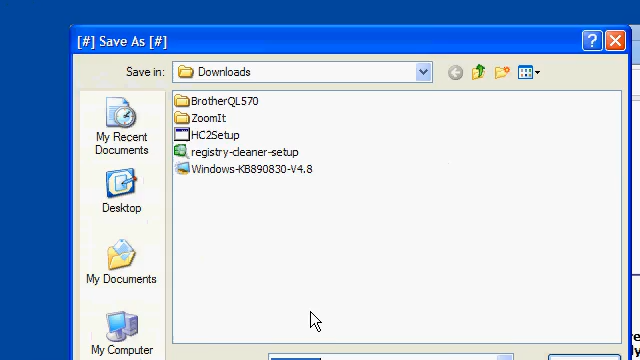 [#] Save As [#]
Save in: Downloads
BrotherQL570
ZoomIt
HC2Setup
registry-cleaner-setup
Windows-KB890830-V4.8
My Recent
Documents
Desktop
My Documents
My Computer